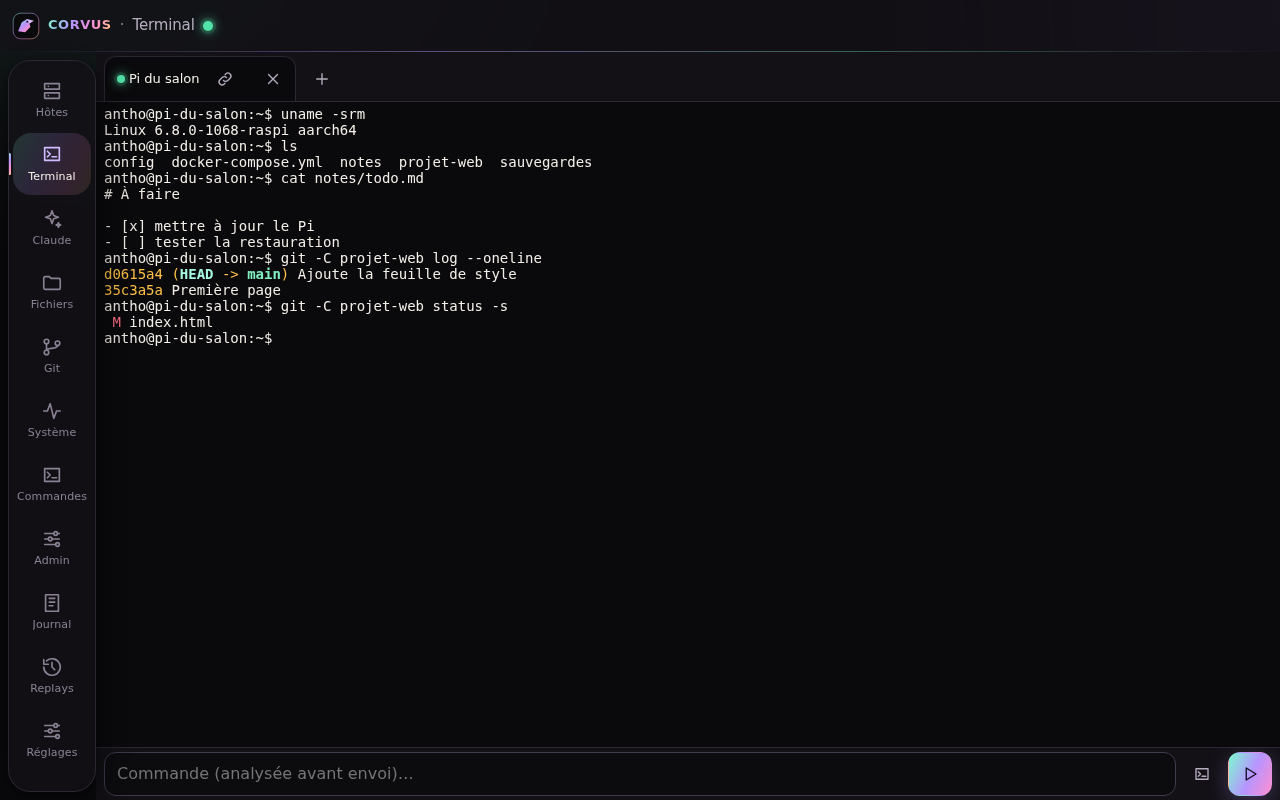 CORVUS · Terminal
Hôtes
Terminal
Claude
Fichiers
Git
Système
Commandes
Admin
Journal
Replays
Réglages
Pi du salon
antho@pi-du-salon:~$ uname -srm
Linux 6.8.0-1068-raspi aarch64
antho@pi-du-salon:~$ ls
config  docker-compose.yml  notes  projet-web  sauvegardes
antho@pi-du-salon:~$ cat notes/todo.md
# À faire
- [x] mettre à jour le Pi
- [ ] tester la restauration
antho@pi-du-salon:~$ git -C projet-web log --oneline
d0615a4 (HEAD -> main) Ajoute la feuille de style
35c3a5a Première page
antho@pi-du-salon:~$ git -C projet-web status -s
 M index.html
antho@pi-du-salon:~$
Commande (analysée avant envoi)…